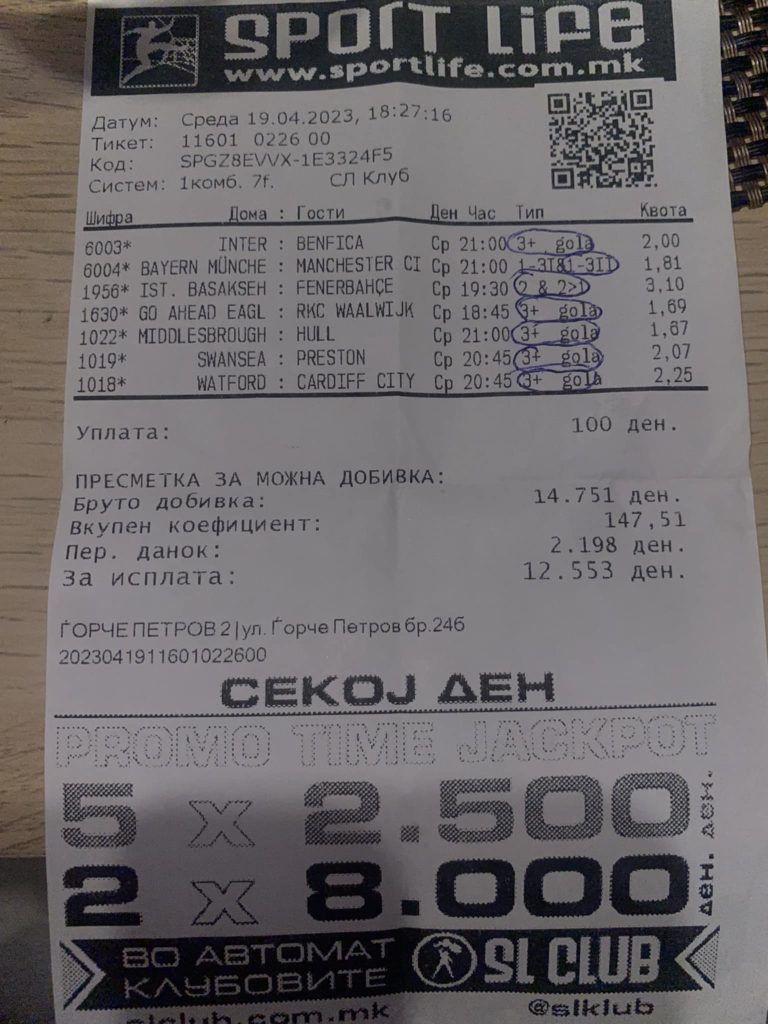 SPORT LIFE
www.sportlife.com.mk
Датум: Среда 19.04.2023, 18:27:16
Тикет: 11601 0226 00
Код: SPGZ8EVVX-1E3324F5
Систем: 1комб. 7f. СЛ Клуб
Шифра Дома : Гости Ден Час Тип Квота
6003* INTER : BENFICA Ср 21:00 3+ gola 2,00
6004* BAYERN MÜNCHE : MANCHESTER CI Ср 21:00 1-3I&1-3II 1,81
1956* IST. BASAKSEH : FENERBAHÇE Ср 19:30 2 & 2>1 3,10
1630* GO AHEAD EAGL : RKC WAALWIJK Ср 18:45 3+ gola 1,69
1022* MIDDLESBROUGH : HULL Ср 21:00 3+ gola 1,67
1019* SWANSEA : PRESTON Ср 20:45 3+ gola 2,07
1018* WATFORD : CARDIFF CITY Ср 20:45 3+ gola 2,25
Уплата: 100 ден.
ПРЕСМЕТКА ЗА МОЖНА ДОБИВКА:
Бруто добивка: 14.751 ден.
Вкупен коефициент: 147,51
Пер. данок: 2.198 ден.
За исплата: 12.553 ден.
ЃОРЧЕ ПЕТРОВ 2 | ул. Ѓорче Петров бр.24б
2023041911601022600
СЕКОЈ ДЕН
PROMO TIME JACKPOT
5 x 2.500 ден.
2 x 8.000 ден.
ВО АВТОМАТ КЛУБОВИТЕ SL CLUB
slclub.com.mk @slklub